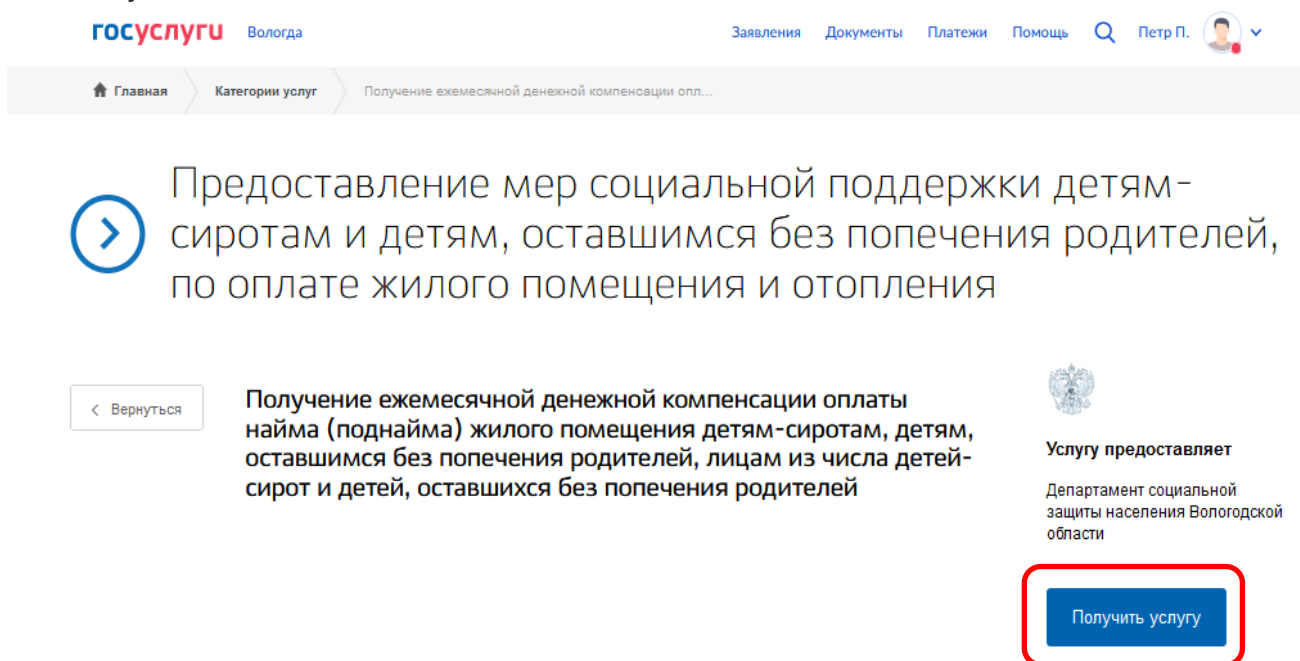 госуслуги Вологда Заявления Документы Платежи Помощь Петр П.
Главная Категории услуг Получение ежемесячной денежной компенсации опл...
Предоставление мер социальной поддержки детям-
сиротам и детям, оставшимся без попечения родителей,
по оплате жилого помещения и отопления
Вернуться
Получение ежемесячной денежной компенсации оплаты
найма (поднайма) жилого помещения детям-сиротам, детям,
оставшимся без попечения родителей, лицам из числа детей-
сирот и детей, оставшихся без попечения родителей
Услугу предоставляет
Департамент социальной
защиты населения Вологодской
области
Получить услугу